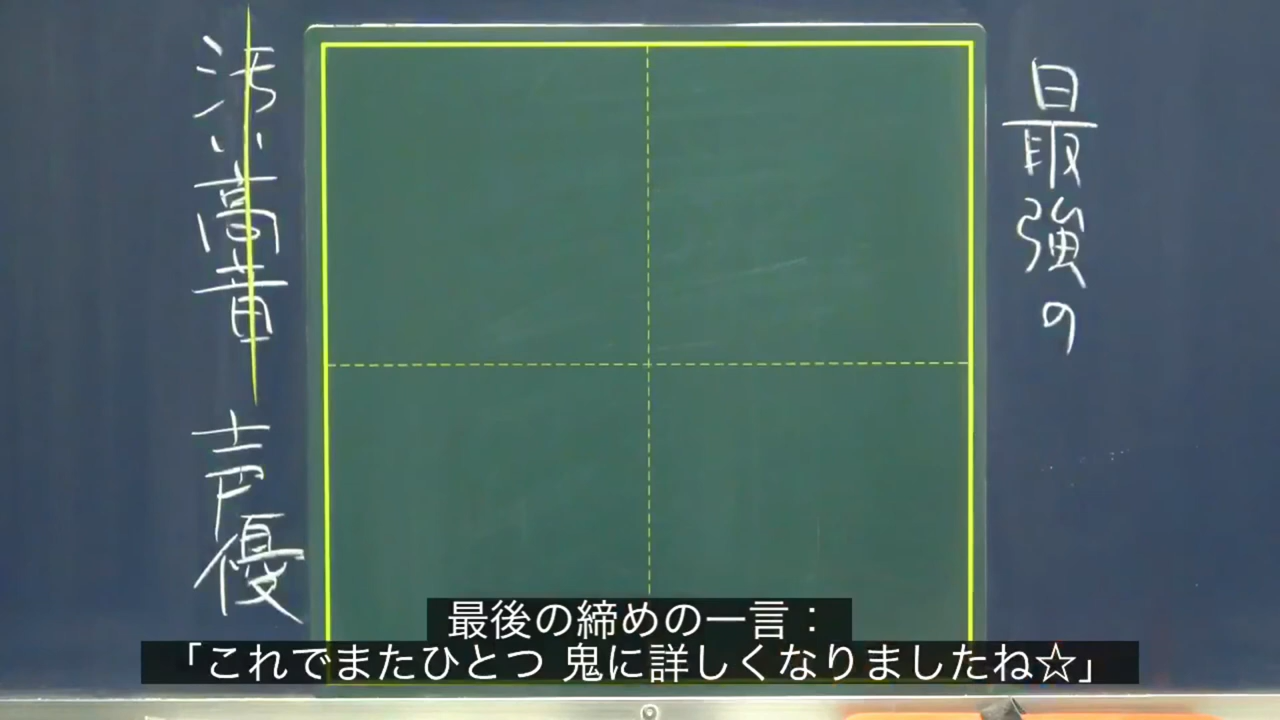 最強の
汚い高音 声優
最後の締めの一言：
「これでまたひとつ 鬼に詳しくなりましたね☆」